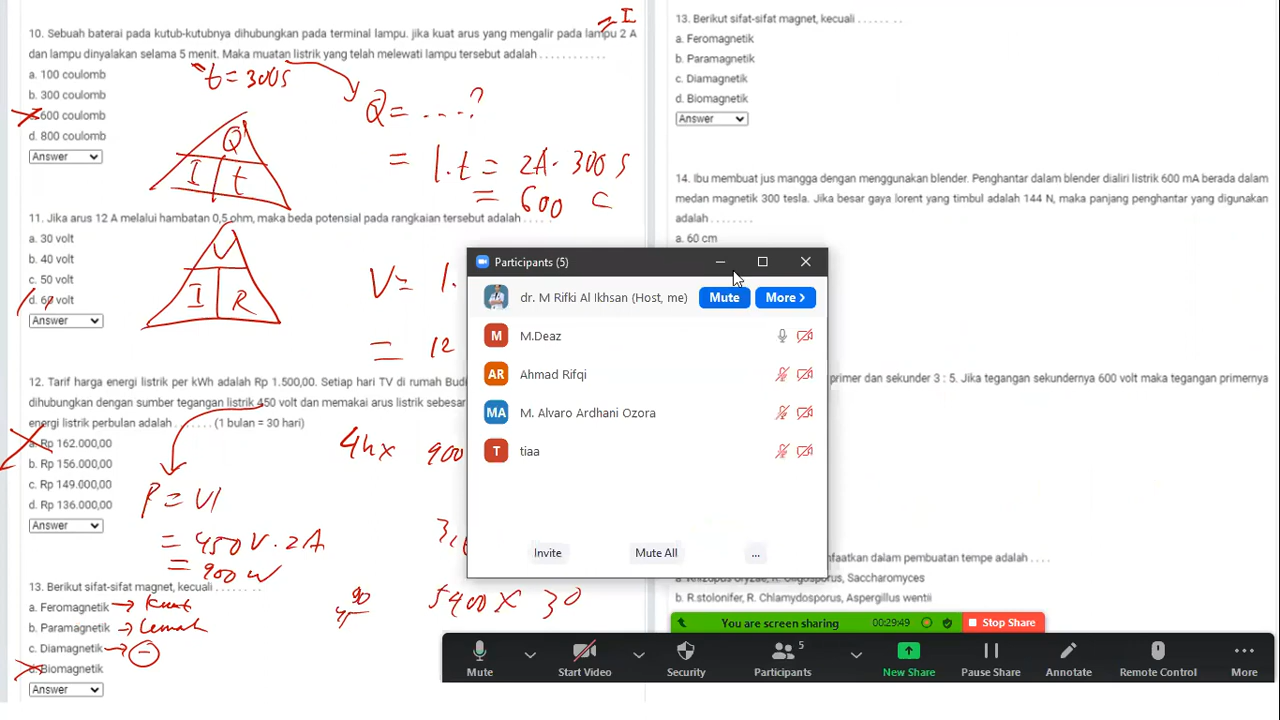 = I
10. Sebuah baterai pada kutub-kutubnya dihubungkan pada terminal lampu. jika kuat arus yang mengalir pada lampu 2 A
dan lampu dinyalakan selama 5 menit. Maka muatan listrik yang telah melewati lampu tersebut adalah . . . . . . . . . . . .
a. 100 coulomb
t = 300 s
b. 300 coulomb
Q = ....?
600 coulomb
d. 800 coulomb
Answer
Q
I t
= I.t = 2A. 300 s
= 600 C
11. Jika arus 12 A melalui hambatan 0,5 ohm, maka beda potensial pada rangkaian tersebut adalah . . . . .
a. 30 volt
b. 40 volt
c. 50 volt
d. 60 volt
Answer
V
I R
V = I.
= 12
12. Tarif harga energi listrik per kWh adalah Rp 1.500,00. Setiap hari TV di rumah Budi
dihubungkan dengan sumber tegangan listrik 450 volt dan memakai arus listrik sebesar
energi listrik perbulan adalah . . . . . . . (1 bulan = 30 hari)
a. Rp 162.000,00
b. Rp 156.000,00
c. Rp 149.000,00
d. Rp 136.000,00
Answer
4h x 900
P = VI
= 450 V. 2A
= 900 W
5400 X 30
90
13. Berikut sifat-sifat magnet, kecuali . . . . . . . .
a. Feromagnetik → Kuat
b. Paramagnetik → Lemah
c. Diamagnetik → −
Biomagnetik
Answer
13. Berikut sifat-sifat magnet, kecuali . . . . . . . .
a. Feromagnetik
b. Paramagnetik
c. Diamagnetik
d. Biomagnetik
Answer
14. Ibu membuat jus mangga dengan menggunakan blender. Penghantar dalam blender dialiri listrik 600 mA berada dalam
medan magnetik 300 tesla. Jika besar gaya lorent yang timbul adalah 144 N, maka panjang penghantar yang digunakan
adalah . . . . . . . .
a. 60 cm
primer dan sekunder 3 : 5. Jika tegangan sekundernya 600 volt maka tegangan primernya
faatkan dalam pembuatan tempe adalah . . . .
a. Rhizopus oryzae, R. Oligosporus, Saccharomyces
b. R.stolonifer, R. Chlamydosporus, Aspergillus wentii
Participants (5)
dr. M Rifki Al Ikhsan (Host, me) Mute More >
M M.Deaz
AR Ahmad Rifqi
MA M. Alvaro Ardhani Ozora
T tiaa
Invite Mute All ...
You are screen sharing 00:29:49 Stop Share
5
Mute Start Video Security Participants New Share Pause Share Annotate Remote Control More